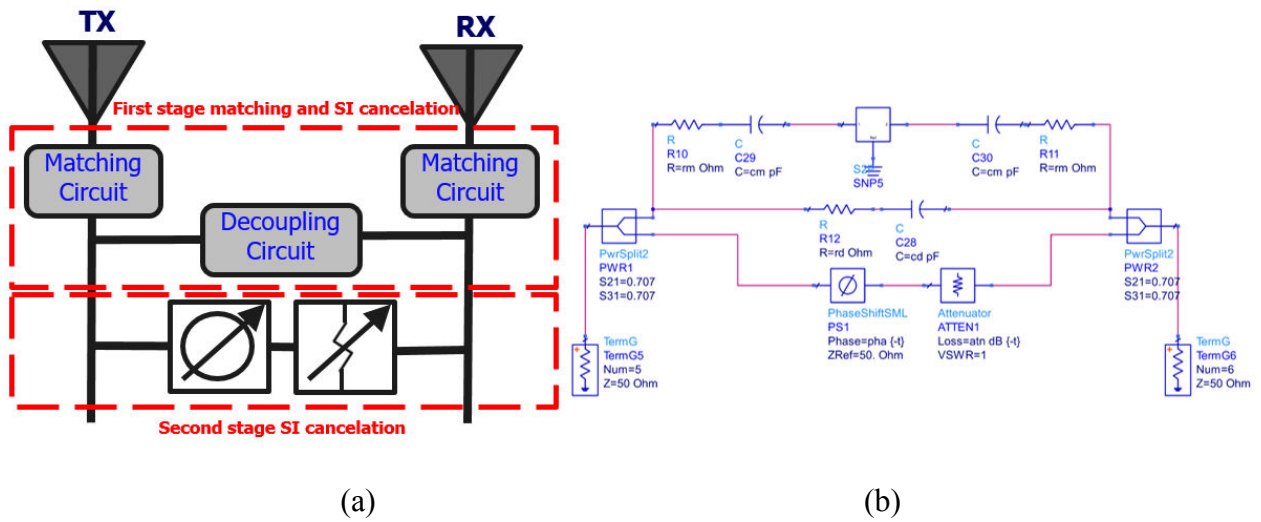 TX
RX
First stage matching and SI cancelation
Matching
Circuit
Matching
Circuit
Decoupling
Circuit
Second stage SI cancelation
(a)
R
R10
R=rm Ohm
C
C29
C=cm pF
SNP5
C
C30
C=cm pF
R
R11
R=rm Ohm
R
R12
R=rd Ohm
C
C28
C=cd pF
PwrSplit2
PWR1
S21=0.707
S31=0.707
PwrSplit2
PWR2
S21=0.707
S31=0.707
PhaseShiftSML
PS1
Phase=pha {-t}
ZRef=50. Ohm
Attenuator
ATTEN1
Loss=atn dB {-t}
VSWR=1
TermG
TermG5
Num=5
Z=50 Ohm
TermG
TermG6
Num=6
Z=50 Ohm
(b)